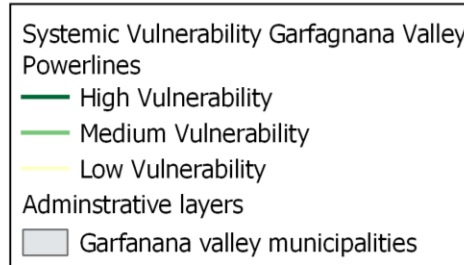 Systemic Vulnerability Garfagnana Valley
Powerlines
High Vulnerability
Medium Vulnerability
Low Vulnerability
Adminstrative layers
Garfanana valley municipalities